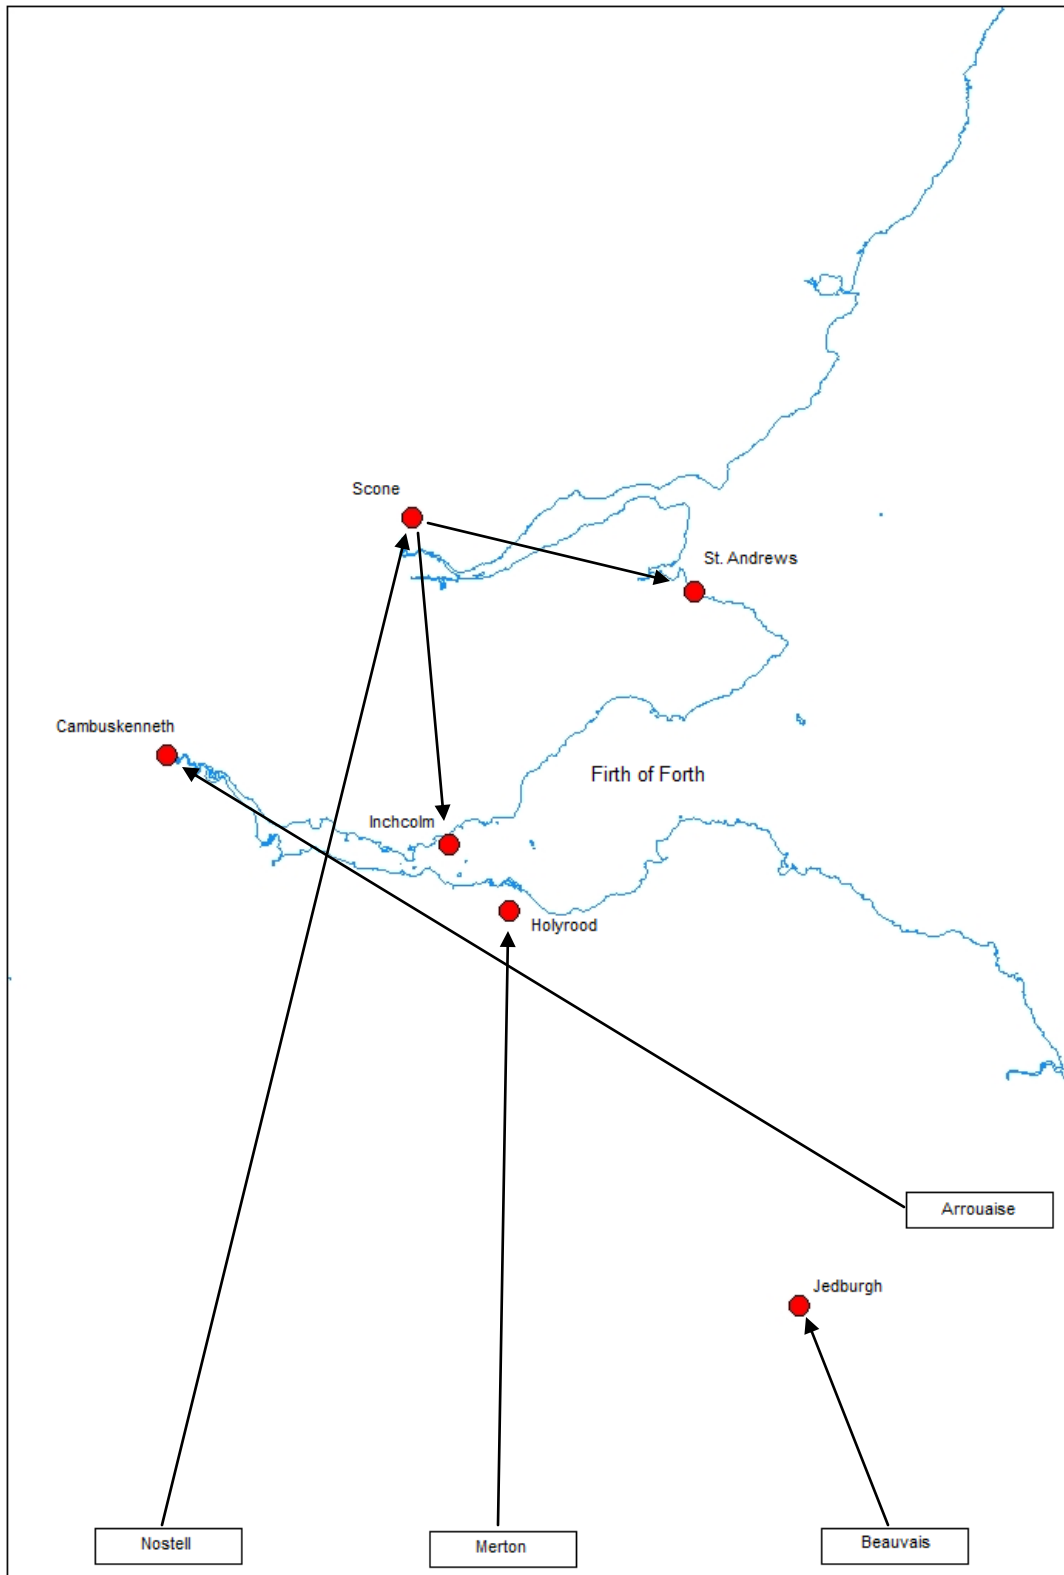 Scone
St. Andrews
Cambuskenneth
Firth of Forth
Inchcolm
Holyrood
Arrouaise
Jedburgh
Nostell
Merton
Beauvais